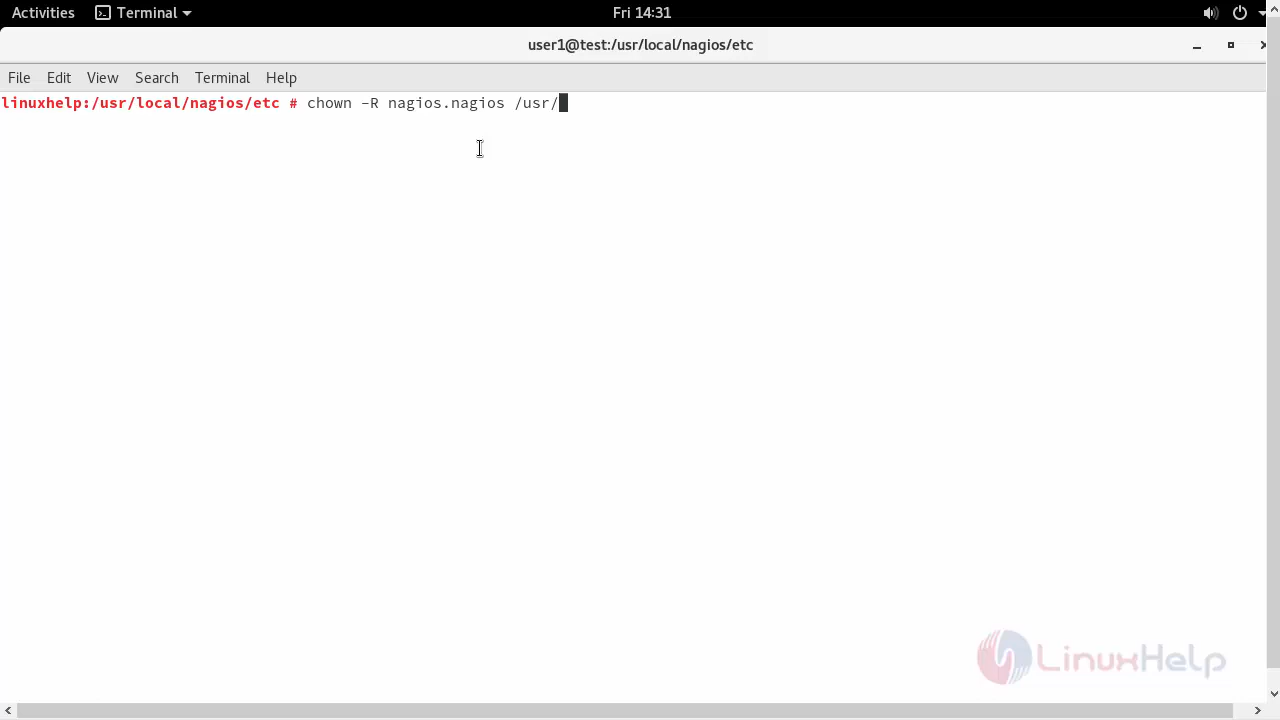 Activities Terminal Fri 14:31
user1@test:/usr/local/nagios/etc
File Edit View Search Terminal Help
linuxhelp:/usr/local/nagios/etc # chown -R nagios.nagios /usr/
LinuxHelp